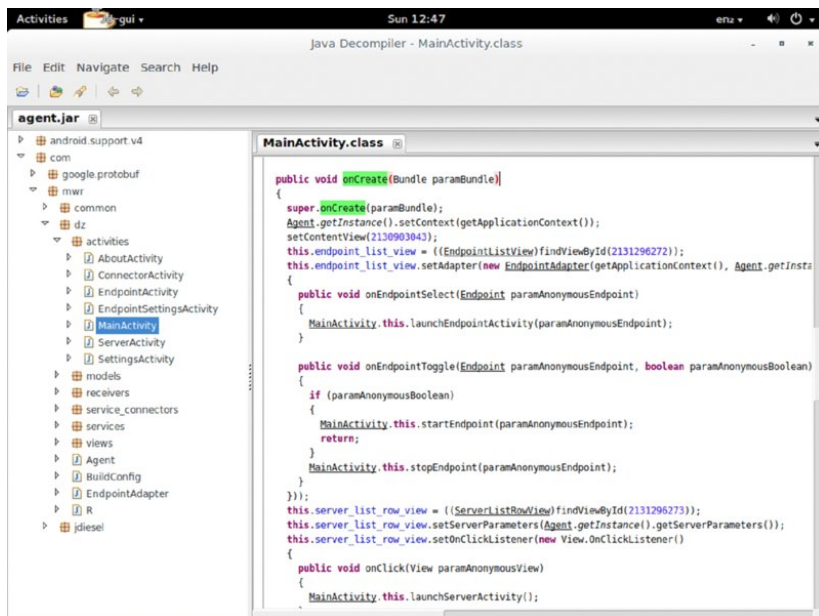 Activities
-gui
Sun 12:47
en2
Java Decompiler - MainActivity.class
File Edit Navigate Search Help
agent.jar
android.support.v4
com
google.protobuf
mwr
common
dz
activities
AboutActivity
ConnectorActivity
EndpointActivity
EndpointSettingsActivity
MainActivity
ServerActivity
SettingsActivity
models
receivers
service_connectors
services
views
Agent
BuildConfig
EndpointAdapter
R
jdiesel
MainActivity.class
public void onCreate(Bundle paramBundle)
{
super.onCreate(paramBundle);
Agent.getInstance().setContext(getApplicationContext());
setContentView(2130903043);
this.endpoint_list_view = ((EndpointListView)findViewById(2131296272));
this.endpoint_list_view.setAdapter(new EndpointAdapter(getApplicationContext(), Agent.getInsta
{
public void onEndpointSelect(Endpoint paramAnonymousEndpoint)
{
MainActivity.this.launchEndpointActivity(paramAnonymousEndpoint);
}
public void onEndpointToggle(Endpoint paramAnonymousEndpoint, boolean paramAnonymousBoolean)
{
if (paramAnonymousBoolean)
{
MainActivity.this.startEndpoint(paramAnonymousEndpoint);
return;
}
MainActivity.this.stopEndpoint(paramAnonymousEndpoint);
}
}));
this.server_list_row_view = ((ServerListRowView)findViewById(2131296273));
this.server_list_row_view.setServerParameters(Agent.getInstance().getServerParameters());
this.server_list_row_view.setOnClickListener(new View.OnClickListener()
{
public void onClick(View paramAnonymousView)
{
MainActivity.this.launchServerActivity();